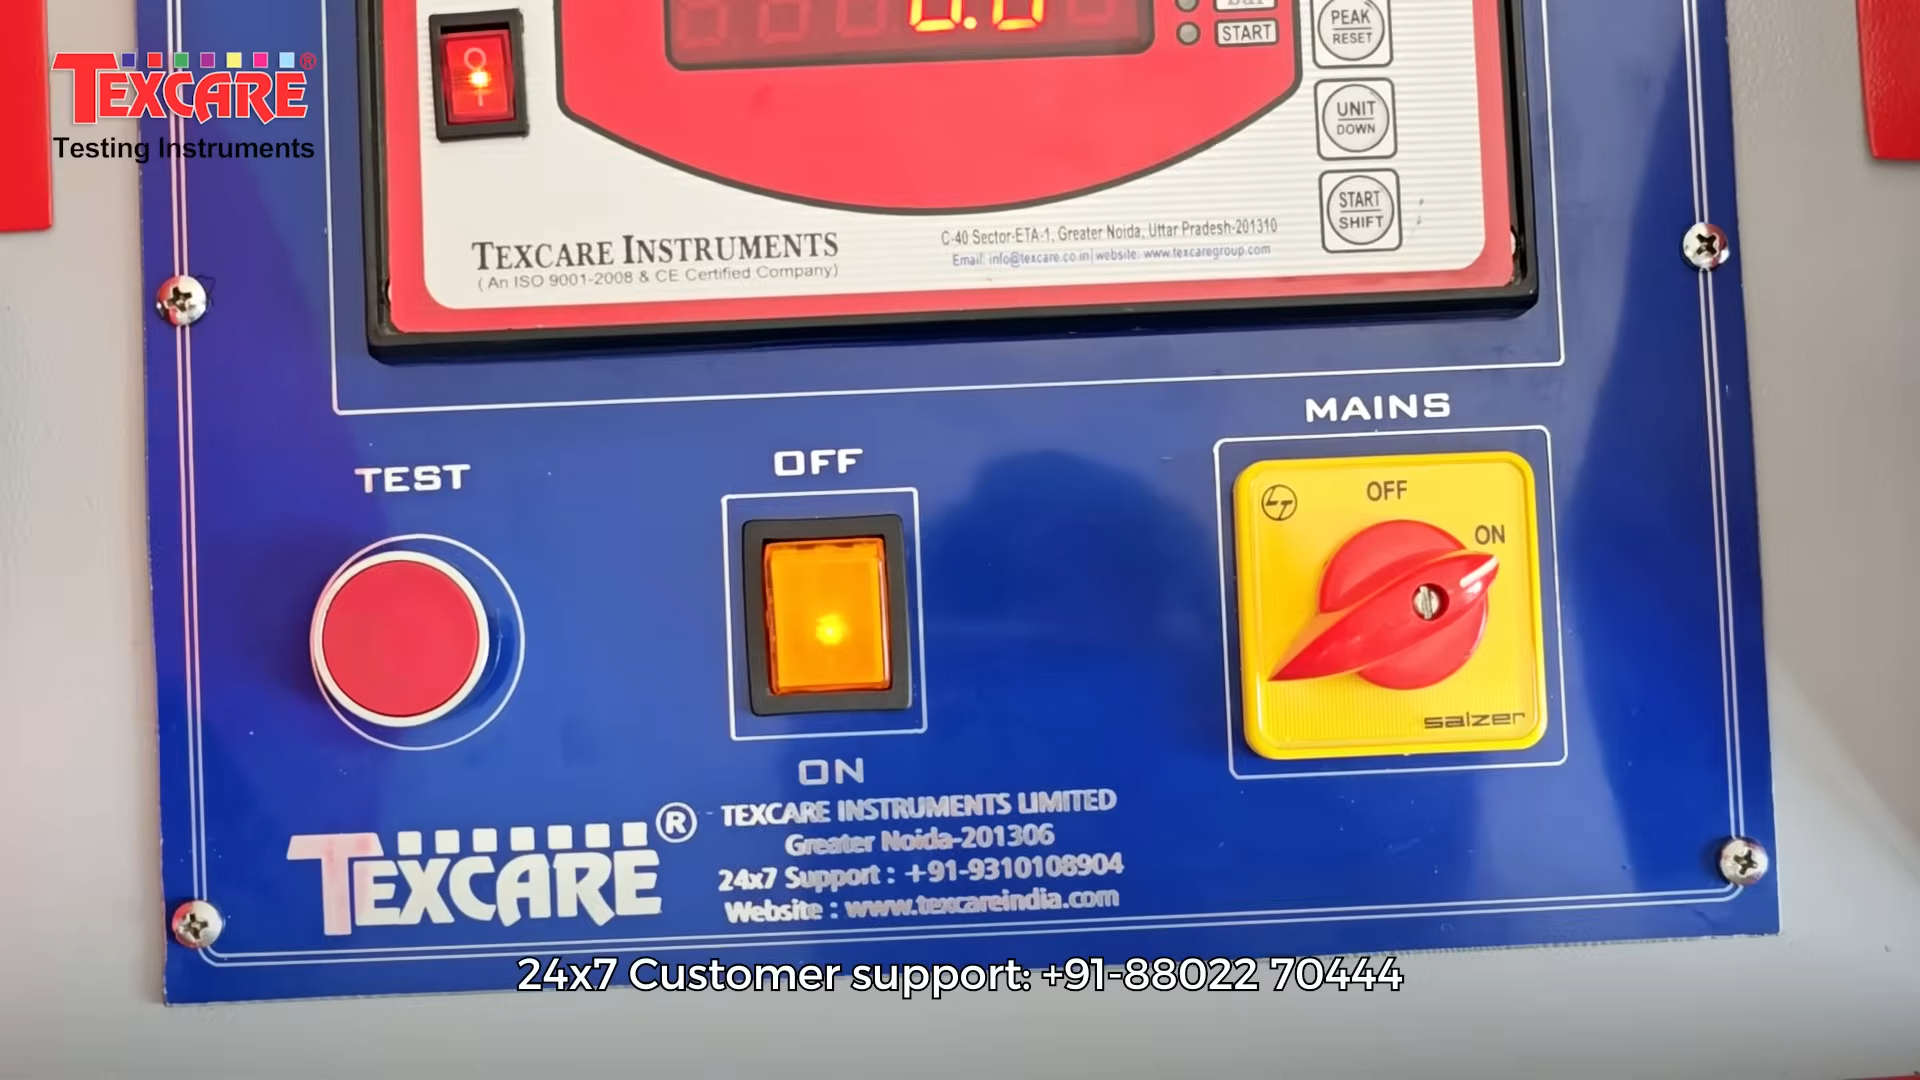 TEXCARE®
Testing Instruments
0.0
START
PEAK
RESET
UNIT
DOWN
START
SHIFT
TEXCARE INSTRUMENTS
( An ISO 9001-2008 & CE Certified Company)
C-40 Sector-ETA-1, Greater Noida, Uttar Pradesh-201310
Email: info@texcare.co.in| website: www.texcaregroup.com
MAINS
TEST
OFF
OFF
ON
salzer
ON
TEXCARE®
TEXCARE INSTRUMENTS LIMITED
Greater Noida-201306
24x7 Support : +91-9310108904
Website : www.texcareindia.com
24x7 Customer support: +91-88022 70444